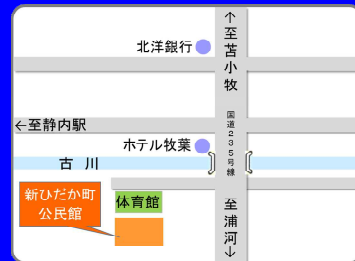 ↑至苫小牧
北洋銀行
国道235号線
←至静内駅
ホテル牧葉
古川
新ひだか町
公民館
体育館
至浦河↓